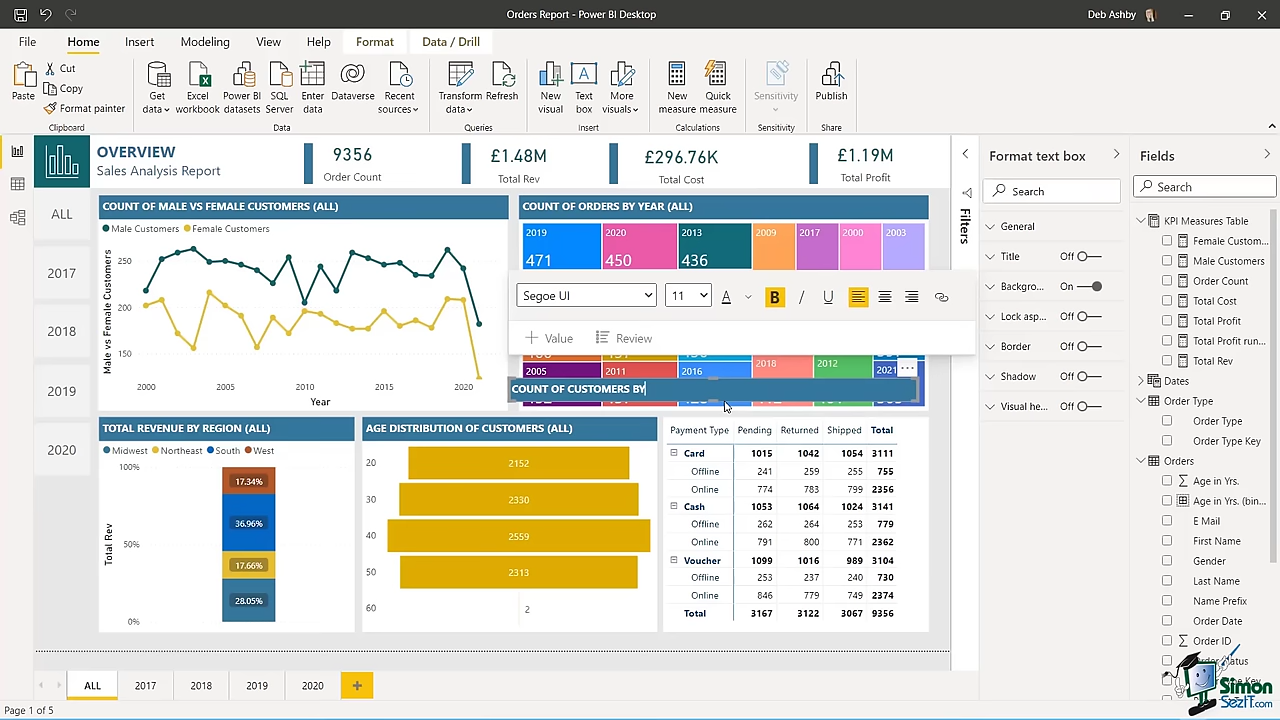 Orders Report - Power BI Desktop
Deb Ashby
File Home Insert Modeling View Help Format Data / Drill
Paste
Cut
Copy
Format painter
Clipboard
Get data
Excel workbook
Power BI datasets
SQL Server
Enter data
Dataverse
Recent sources
Data
Transform data
Refresh
Queries
New visual
Text box
More visuals
Insert
New measure
Quick measure
Calculations
Sensitivity
Sensitivity
Publish
Share
OVERVIEW
Sales Analysis Report
9356
Order Count
£1.48M
Total Rev
£296.76K
Total Cost
£1.19M
Total Profit
ALL
2017
2018
2019
2020
COUNT OF MALE VS FEMALE CUSTOMERS (ALL)
Male Customers Female Customers
Male vs Female Customers
250
200
150
2000 2005 2010 2015 2020
Year
COUNT OF ORDERS BY YEAR (ALL)
2019 2020 2013 2009 2017 2000 2003
471 450 436
Segoe UI 11 A B I U
Value Review
2005 2011 2016 2018 2012 2021
COUNT OF CUSTOMERS BY
TOTAL REVENUE BY REGION (ALL)
Midwest Northeast South West
Total Rev
100%
50%
0%
17.34%
36.96%
17.66%
28.05%
AGE DISTRIBUTION OF CUSTOMERS (ALL)
20 2152
30 2330
40 2559
50 2313
60 2
Payment Type Pending Returned Shipped Total
Card 1015 1042 1054 3111
Offline 241 259 255 755
Online 774 783 799 2356
Cash 1053 1064 1024 3141
Offline 262 264 253 779
Online 791 800 771 2362
Voucher 1099 1016 989 3104
Offline 253 237 240 730
Online 846 779 749 2374
Total 3167 3122 3067 9356
Filters
Format text box
Search
General
Title Off
Backgro... On
Lock asp... Off
Border Off
Shadow Off
Visual he... Off
Fields
Search
KPI Measures Table
Female Custom...
Male Customers
Order Count
Total Cost
Total Profit
Total Profit run...
Total Rev
Dates
Order Type
Order Type
Order Type Key
Orders
Age in Yrs.
Age in Yrs. (bin...
E Mail
First Name
Gender
Last Name
Name Prefix
Order Date
Order ID
ALL 2017 2018 2019 2020
Page 1 of 5
Simon
SezIT.com